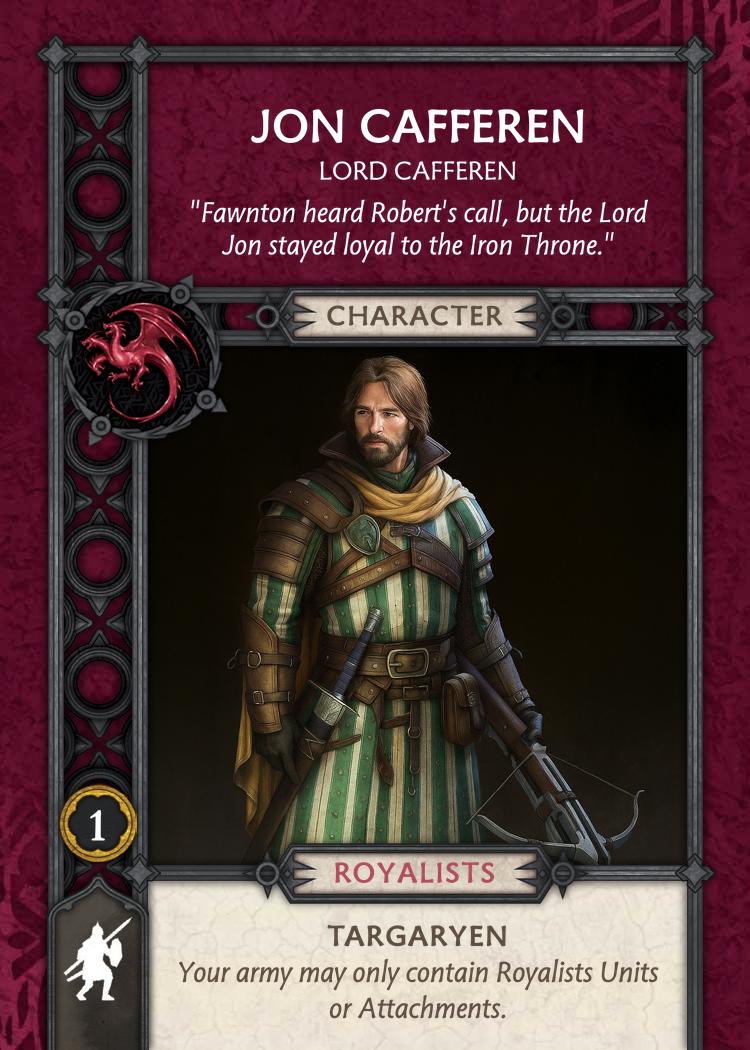 JON CAFFEREN
LORD CAFFEREN
"Fawnton heard Robert's call, but the Lord
Jon stayed loyal to the Iron Throne."
CHARACTER
1
ROYALISTS
TARGARYEN
Your army may only contain Royalists Units
or Attachments.